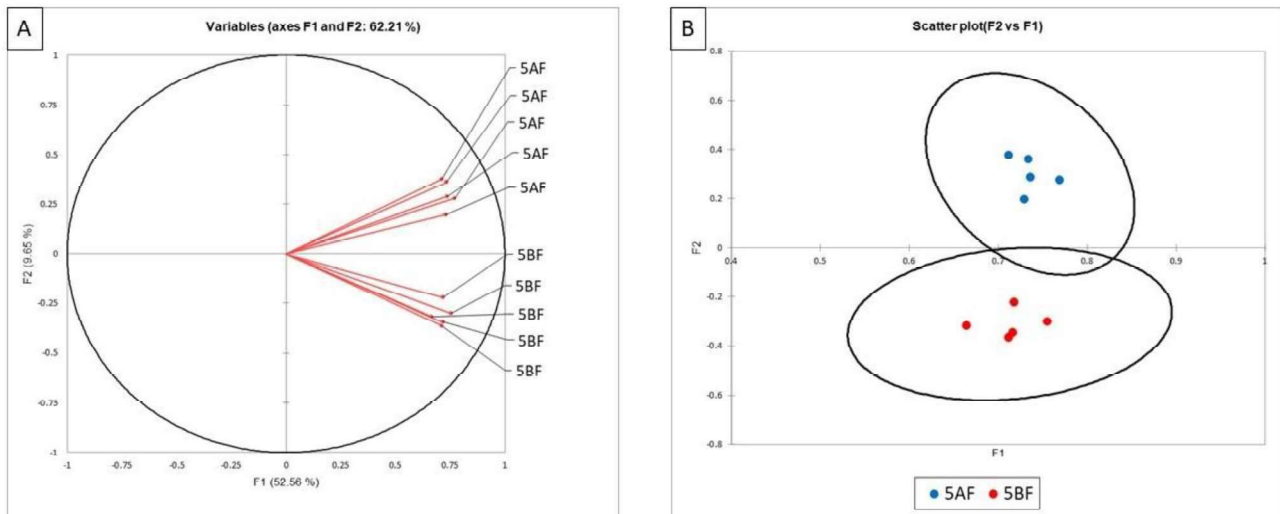 A
Variables (axes F1 and F2: 62.21 %)
1
0.75
0.5
0.25
0
-0.25
-0.5
-0.75
-1
F2 (9.65 %)
5AF
5AF
5AF
5AF
5AF
5BF
5BF
5BF
5BF
5BF
-1 -0.75 -0.5 -0.25 0 0.25 0.5 0.75 1
F1 (52.56 %)
B
Scatter plot(F2 vs F1)
0.8
0.6
0.4
0.2
0
-0.2
-0.4
-0.6
-0.8
F2
0.4 0.5 0.6 0.7 0.8 0.9 1
F1
5AF 5BF